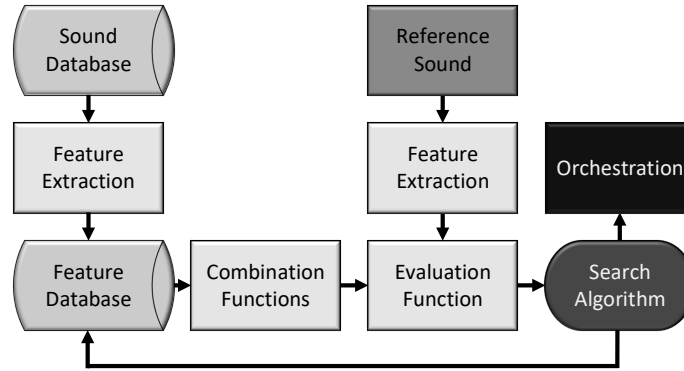 Sound
Database
Reference
Sound
Feature
Extraction
Feature
Extraction
Orchestration
Feature
Database
Combination
Functions
Evaluation
Function
Search
Algorithm